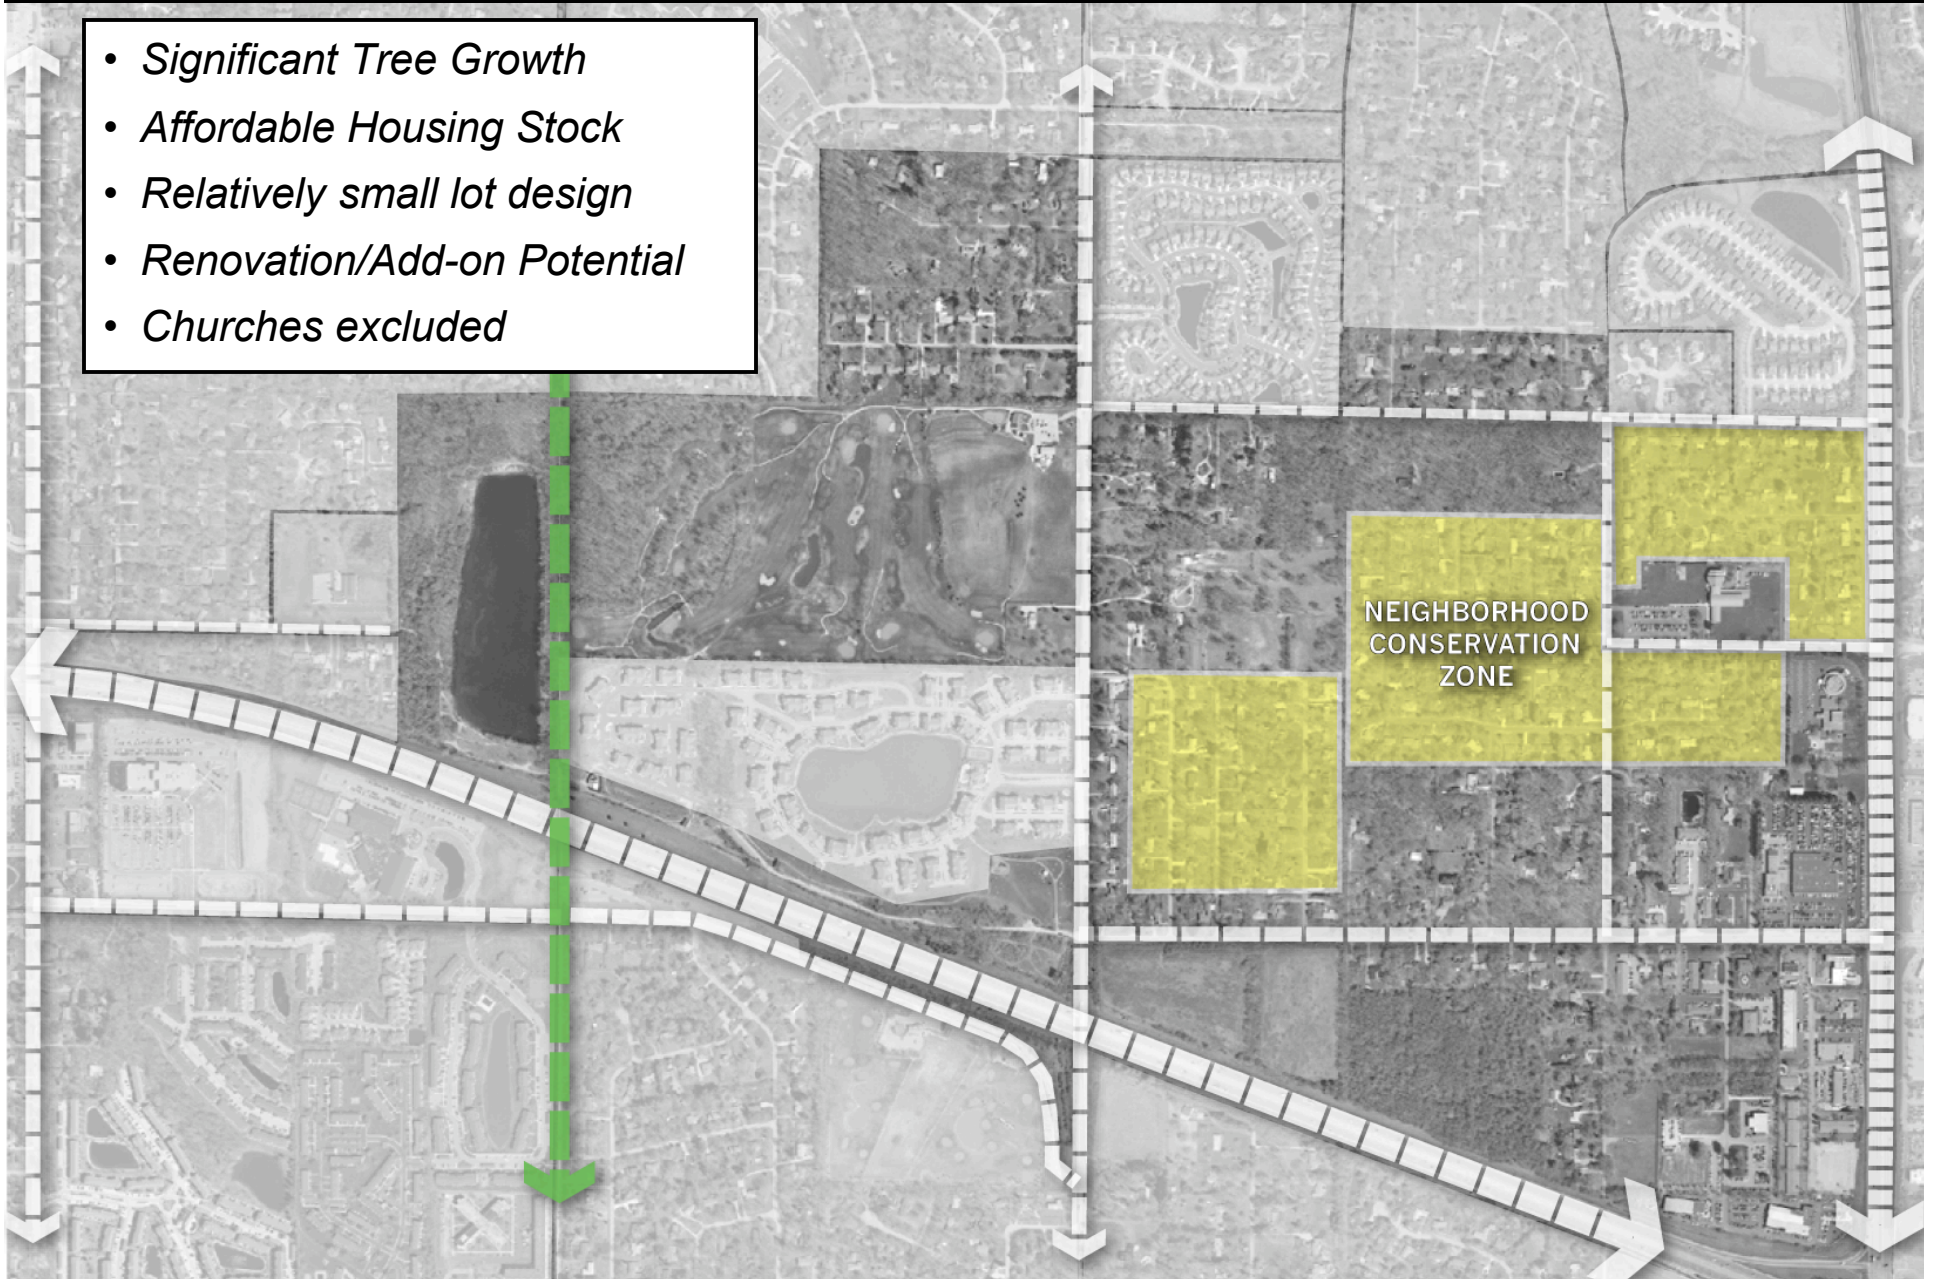 • Significant Tree Growth
• Affordable Housing Stock
• Relatively small lot design
• Renovation/Add-on Potential
• Churches excluded
NEIGHBORHOOD
CONSERVATION
ZONE